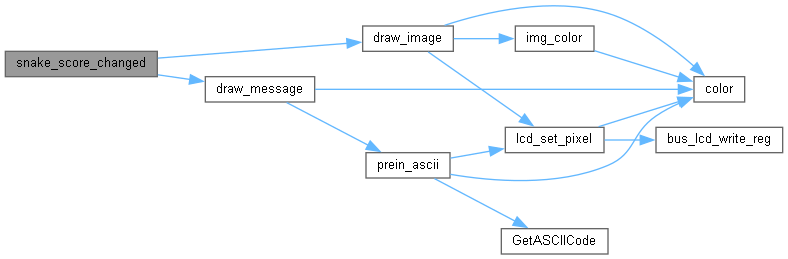 draw_image
img_color
snake_score_changed
draw_message
color
lcd_set_pixel
bus_lcd_write_reg
prein_ascii
GetASCIICode